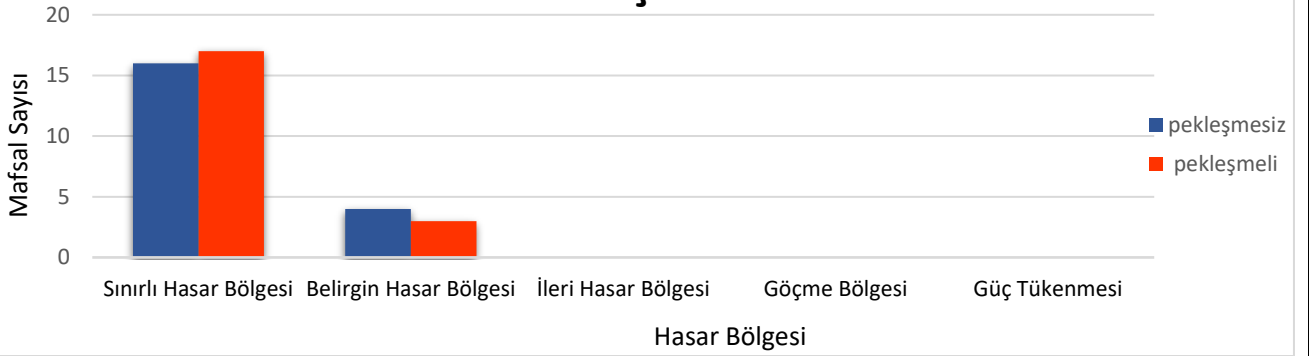 20
15
10
5
0
Mafsal Sayısı
Sınırlı Hasar Bölgesi Belirgin Hasar Bölgesi İleri Hasar Bölgesi Göçme Bölgesi Güç Tükenmesi
Hasar Bölgesi
pekleşmesiz
pekleşmeli